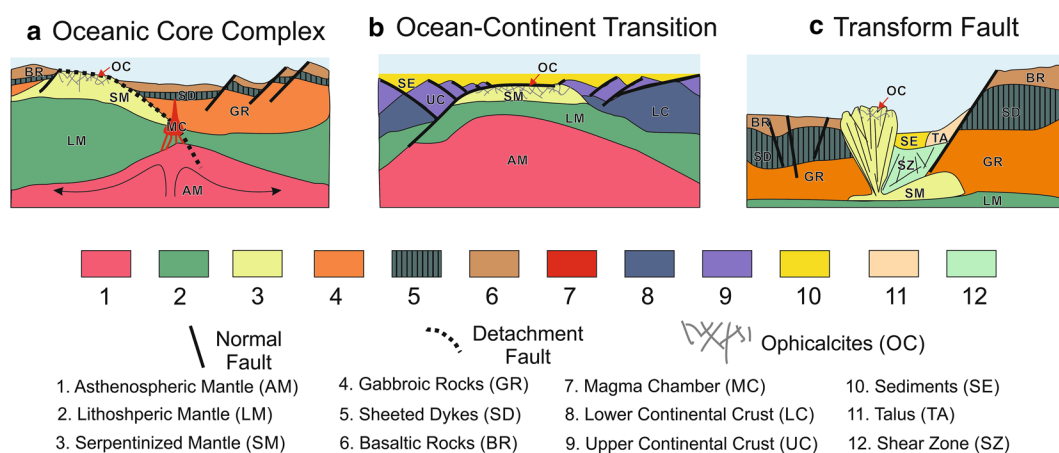 a Oceanic Core Complex
b Ocean-Continent Transition
c Transform Fault
BR
OC
SD
SM
GR
MC
LM
AM
SE
OC
UC
SM
LC
LM
AM
OC
BR
SD
BR
SE
TA
SD
SZ
GR
GR
SM
LM
1 2 3 4 5 6 7 8 9 10 11 12
Normal
Fault
Detachment
Fault
Ophicalcites (OC)
1. Asthenospheric Mantle (AM)
2. Lithoshperic Mantle (LM)
3. Serpentinized Mantle (SM)
4. Gabbroic Rocks (GR)
5. Sheeted Dykes (SD)
6. Basaltic Rocks (BR)
7. Magma Chamber (MC)
8. Lower Continental Crust (LC)
9. Upper Continental Crust (UC)
10. Sediments (SE)
11. Talus (TA)
12. Shear Zone (SZ)